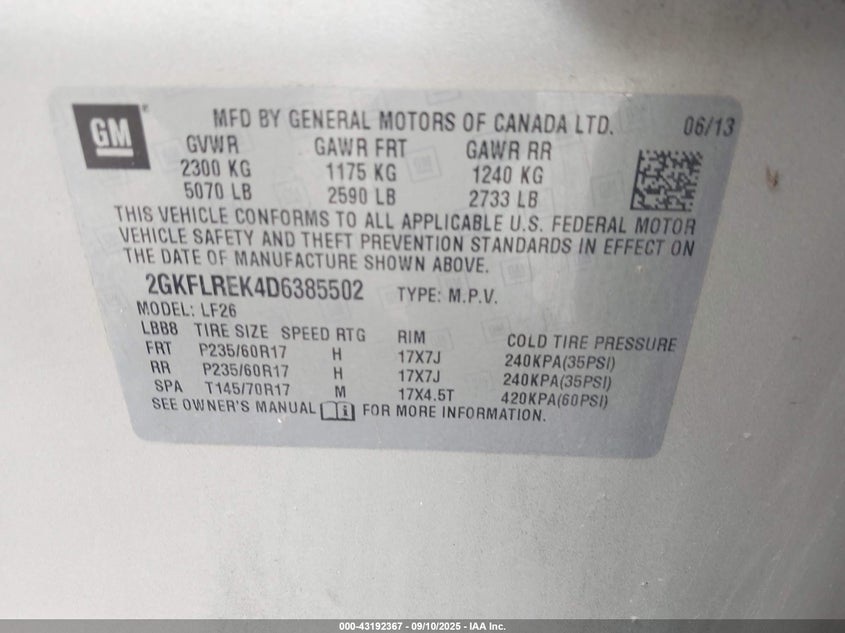 GM
MFD BY GENERAL MOTORS OF CANADA LTD. 06/13
GVWR GAWR FRT GAWR RR
2300 KG 1175 KG 1240 KG
5070 LB 2590 LB 2733 LB
THIS VEHICLE CONFORMS TO ALL APPLICABLE U.S. FEDERAL MOTOR
VEHICLE SAFETY AND THEFT PREVENTION STANDARDS IN EFFECT ON
THE DATE OF MANUFACTURE SHOWN ABOVE.
2GKFLREK4D6385502 TYPE: M.P.V.
MODEL: LF26
LBB8 TIRE SIZE SPEED RTG RIM COLD TIRE PRESSURE
FRT P235/60R17 H 17X7J 240KPA(35PSI)
RR P235/60R17 H 17X7J 240KPA(35PSI)
SPA T145/70R17 M 17X4.5T 420KPA(60PSI)
SEE OWNER'S MANUAL FOR MORE INFORMATION.
000-43192367 - 09/10/2025 - IAA Inc.